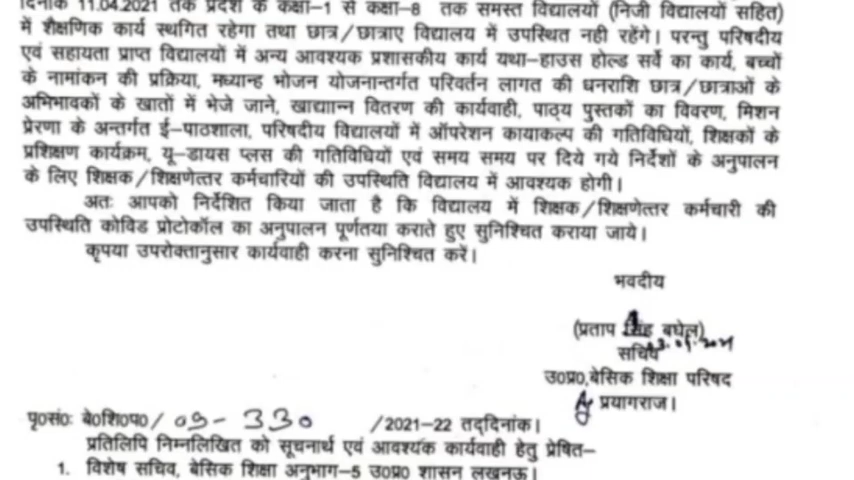 दिनांक 11.04.2021 तक प्रदेश के कक्षा-1 से कक्षा-8 तक समस्त विद्यालयों (निजी विद्यालयों सहित)
में शैक्षणिक कार्य स्थगित रहेगा तथा छात्र/छात्राए विद्यालय में उपस्थित नही रहेंगे। परन्तु परिषदीय
एवं सहायता प्राप्त विद्यालयों में अन्य आवश्यक प्रशासकीय कार्य यथा-हाउस होल्ड सर्वे का कार्य, बच्चों
के नामांकन की प्रक्रिया, मध्यान्ह भोजन योजनान्तर्गत परिवर्तन लागत की धनराशि छात्र/छात्राओं के
अभिभावकों के खातों में भेजे जाने, खाद्यान्न वितरण की कार्यवाही, पाठ्य पुस्तकों का विवरण, मिशन
प्रेरणा के अन्तर्गत ई-पाठशाला, परिषदीय विद्यालयों में ऑपरेशन कायाकल्प की गतिविधियों, शिक्षकों के
प्रशिक्षण कार्यक्रम, यू-डायस प्लस की गतिविधियों एवं समय समय पर दिये गये निर्देशों के अनुपालन
के लिए शिक्षक/शिक्षणेत्तर कर्मचारियों की उपस्थिति विद्यालय में आवश्यक होगी।
अतः आपको निर्देशित किया जाता है कि विद्यालय में शिक्षक/शिक्षणेत्तर कर्मचारी की
उपस्थिति कोविड प्रोटोकॉल का अनुपालन पूर्णतया कराते हुए सुनिश्चित कराया जाये।
कृपया उपरोक्तानुसार कार्यवाही करना सुनिश्चित करें।
भवदीय
(प्रताप सिंह बघेल)
सचिव
उ0प्र0,बेसिक शिक्षा परिषद
प्रयागराज।
पृ0सं0: बे0शि0प0/ 09-330 /2021-22 तद्दिनांक।
प्रतिलिपि निम्नलिखित को सूचनार्थ एवं आवश्यक कार्यवाही हेतु प्रेषित-
1. विशेष सचिव, बेसिक शिक्षा अनुभाग-5 उ0प्र0 शासन लखनऊ।